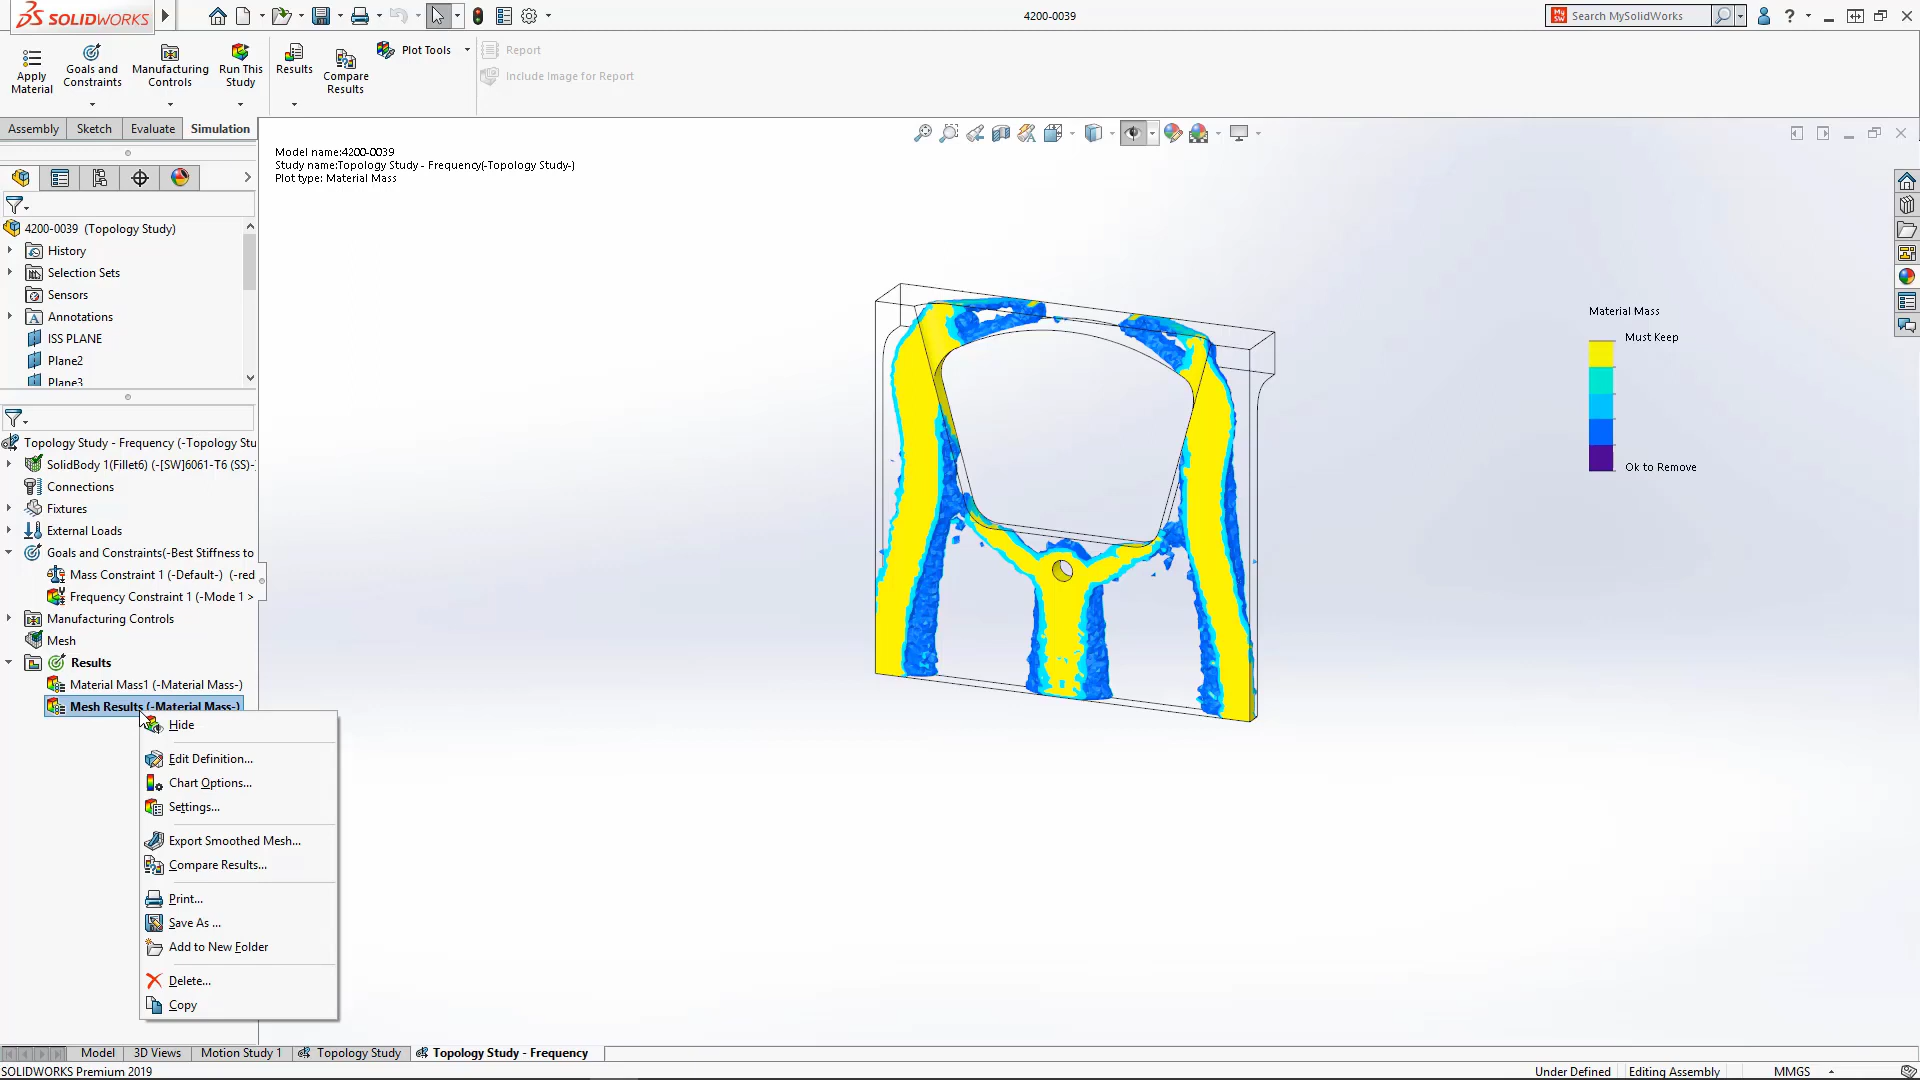 SOLIDWORKS
4200-0039
Search MySolidWorks
Apply Material
Goals and Constraints
Manufacturing Controls
Run This Study
Results
Compare Results
Plot Tools
Report
Include Image for Report
Assembly
Sketch
Evaluate
Simulation
Model name:4200-0039
Study name:Topology Study - Frequency(-Topology Study-)
Plot type: Material Mass
4200-0039 (Topology Study)
History
Selection Sets
Sensors
Annotations
ISS PLANE
Plane2
Plane3
Topology Study - Frequency (-Topology Stu
SolidBody 1(Fillet6) (-[SW]6061-T6 (SS)-
Connections
Fixtures
External Loads
Goals and Constraints(-Best Stiffness to
Mass Constraint 1 (-Default-) (-red
Frequency Constraint 1 (-Mode 1 >
Manufacturing Controls
Mesh
Results
Material Mass1 (-Material Mass-)
Mesh Results (-Material Mass-)
Hide
Edit Definition...
Chart Options...
Settings...
Export Smoothed Mesh...
Compare Results...
Print...
Save As ...
Add to New Folder
Delete...
Copy
Material Mass
Must Keep
Ok to Remove
Model
3D Views
Motion Study 1
Topology Study
Topology Study - Frequency
SOLIDWORKS Premium 2019
Under Defined
Editing Assembly
MMGS